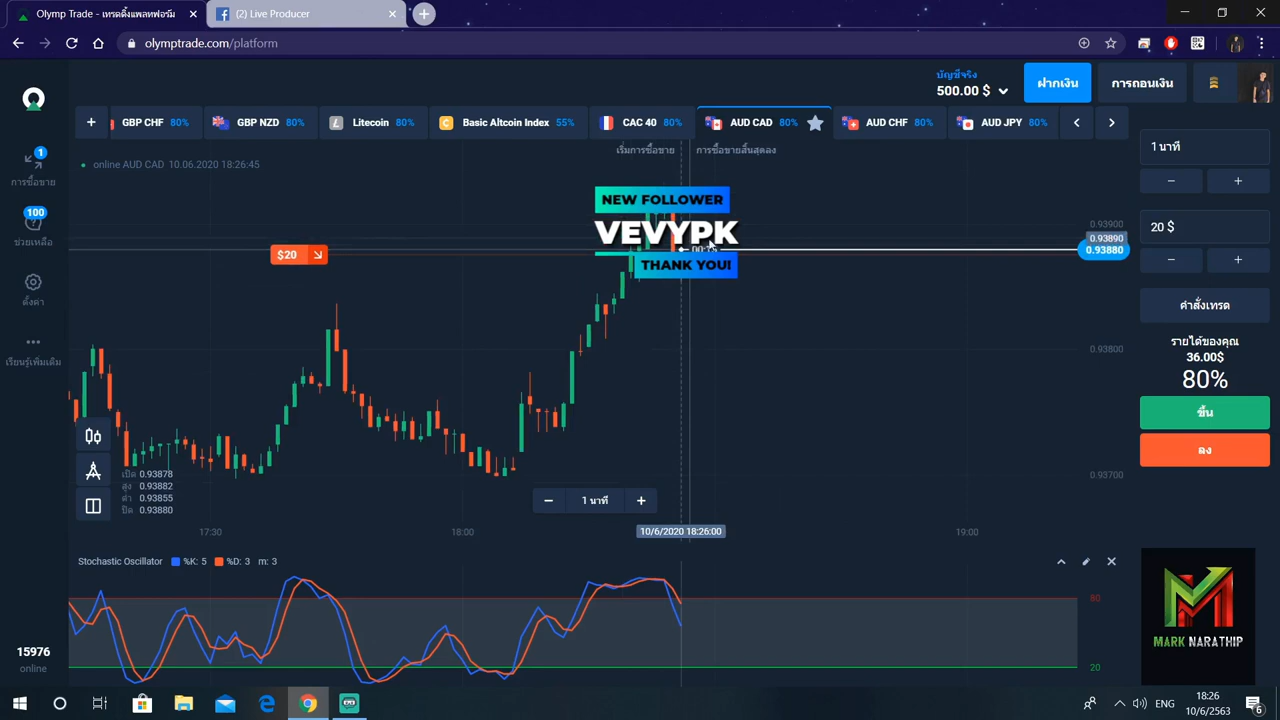 Olymp Trade - เทรดดิ้งแพลทฟอร์ม
(2) Live Producer
olymptrade.com/platform
บัญชีจริง
500.00 $
ฝากเงิน
การถอนเงิน
GBP CHF 80%
GBP NZD 80%
Litecoin 80%
Basic Altcoin Index 55%
CAC 40 80%
AUD CAD 80%
AUD CHF 80%
AUD JPY 80%
เริ่มการซื้อขาย
การซื้อขายสิ้นสุดลง
online AUD CAD 10.06.2020 18:26:45
1
การซื้อขาย
100
ช่วยเหลือ
ตั้งค่า
เรียนรู้เพิ่มเติม
NEW FOLLOWER
VEVYPK
THANK YOU!
$20
0.93900
0.93890
0.93880
0.93800
0.93700
เปิด 0.93878
สูง 0.93882
ต่ำ 0.93855
ปิด 0.93880
1 นาที
17:30
18:00
10/6/2020 18:26:00
19:00
Stochastic Oscillator %K: 5 %D: 3 m: 3
80
20
1 นาที
20 $
คำสั่งเทรด
รายได้ของคุณ
36.00$
80%
ขึ้น
ลง
MARK NARATHIP
15976
online
ENG
18:26
10/6/2563
6